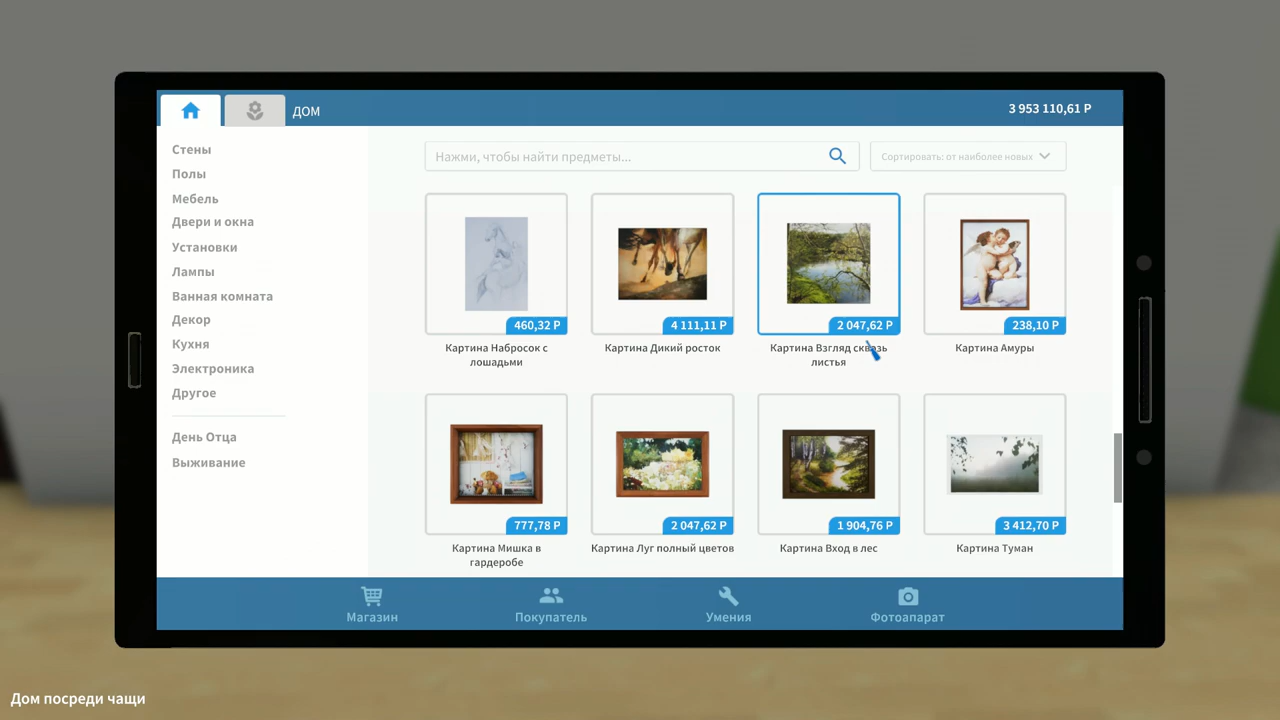 ДОМ
3 953 110,61 Р
Стены
Полы
Мебель
Двери и окна
Установки
Лампы
Ванная комната
Декор
Кухня
Электроника
Другое
День Отца
Выживание
Нажми, чтобы найти предметы...
Сортировать: от наиболее новых
460,32 Р
4 111,11 Р
2 047,62 Р
238,10 Р
Картина Набросок с
лошадьми
Картина Дикий росток
Картина Взгляд сквозь
листья
Картина Амуры
777,78 Р
2 047,62 Р
1 904,76 Р
3 412,70 Р
Картина Мишка в
гардеробе
Картина Луг полный цветов
Картина Вход в лес
Картина Туман
Магазин
Покупатель
Умения
Фотоапарат
Дом посреди чащи